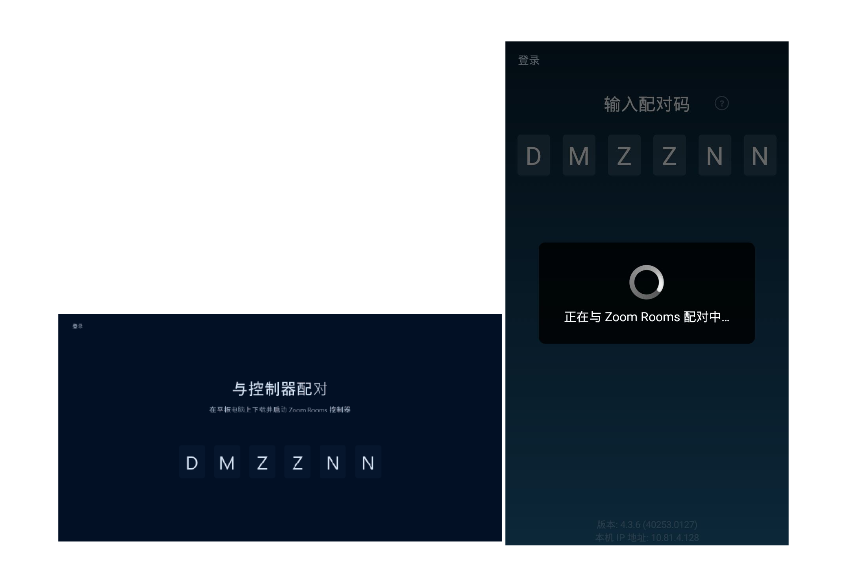 登录
与控制器配对
在平板电脑上下载并启动 Zoom Rooms 控制器
D M Z Z N N
登录
输入配对码 ?
D M Z Z N N
正在与 Zoom Rooms 配对中...
版本: 4.3.6 (40253.0127)
本机 IP 地址: 10.81.4.128